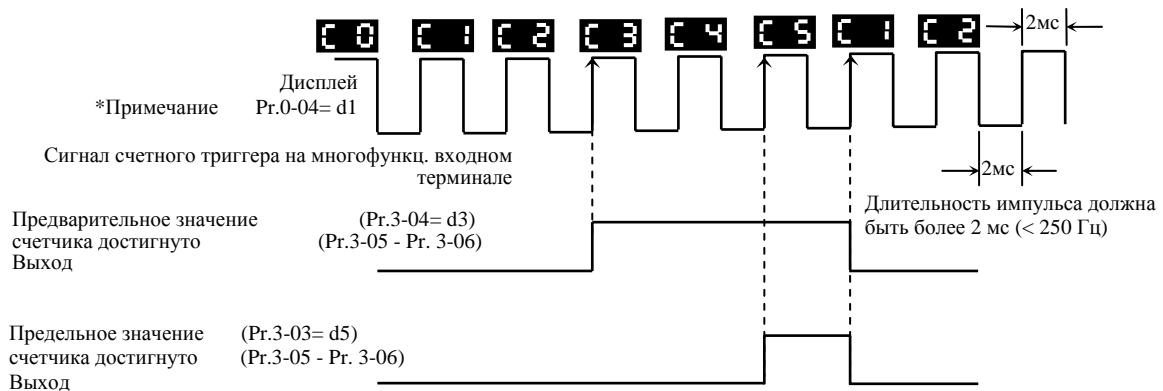 C 0 C 1 C 2 C 3 C 4 C 5 C 1 C 2
2мс
Дисплей
*Примечание Pr.0-04= d1
Сигнал счетного триггера на многофункц. входном
терминале
2мс
Длительность импульса должна
быть более 2 мс (< 250 Гц)
Предварительное значение (Pr.3-04= d3)
счетчика достигнуто (Pr.3-05 - Pr. 3-06)
Выход
Предельное значение (Pr.3-03= d5)
счетчика достигнуто (Pr.3-05 - Pr. 3-06)
Выход